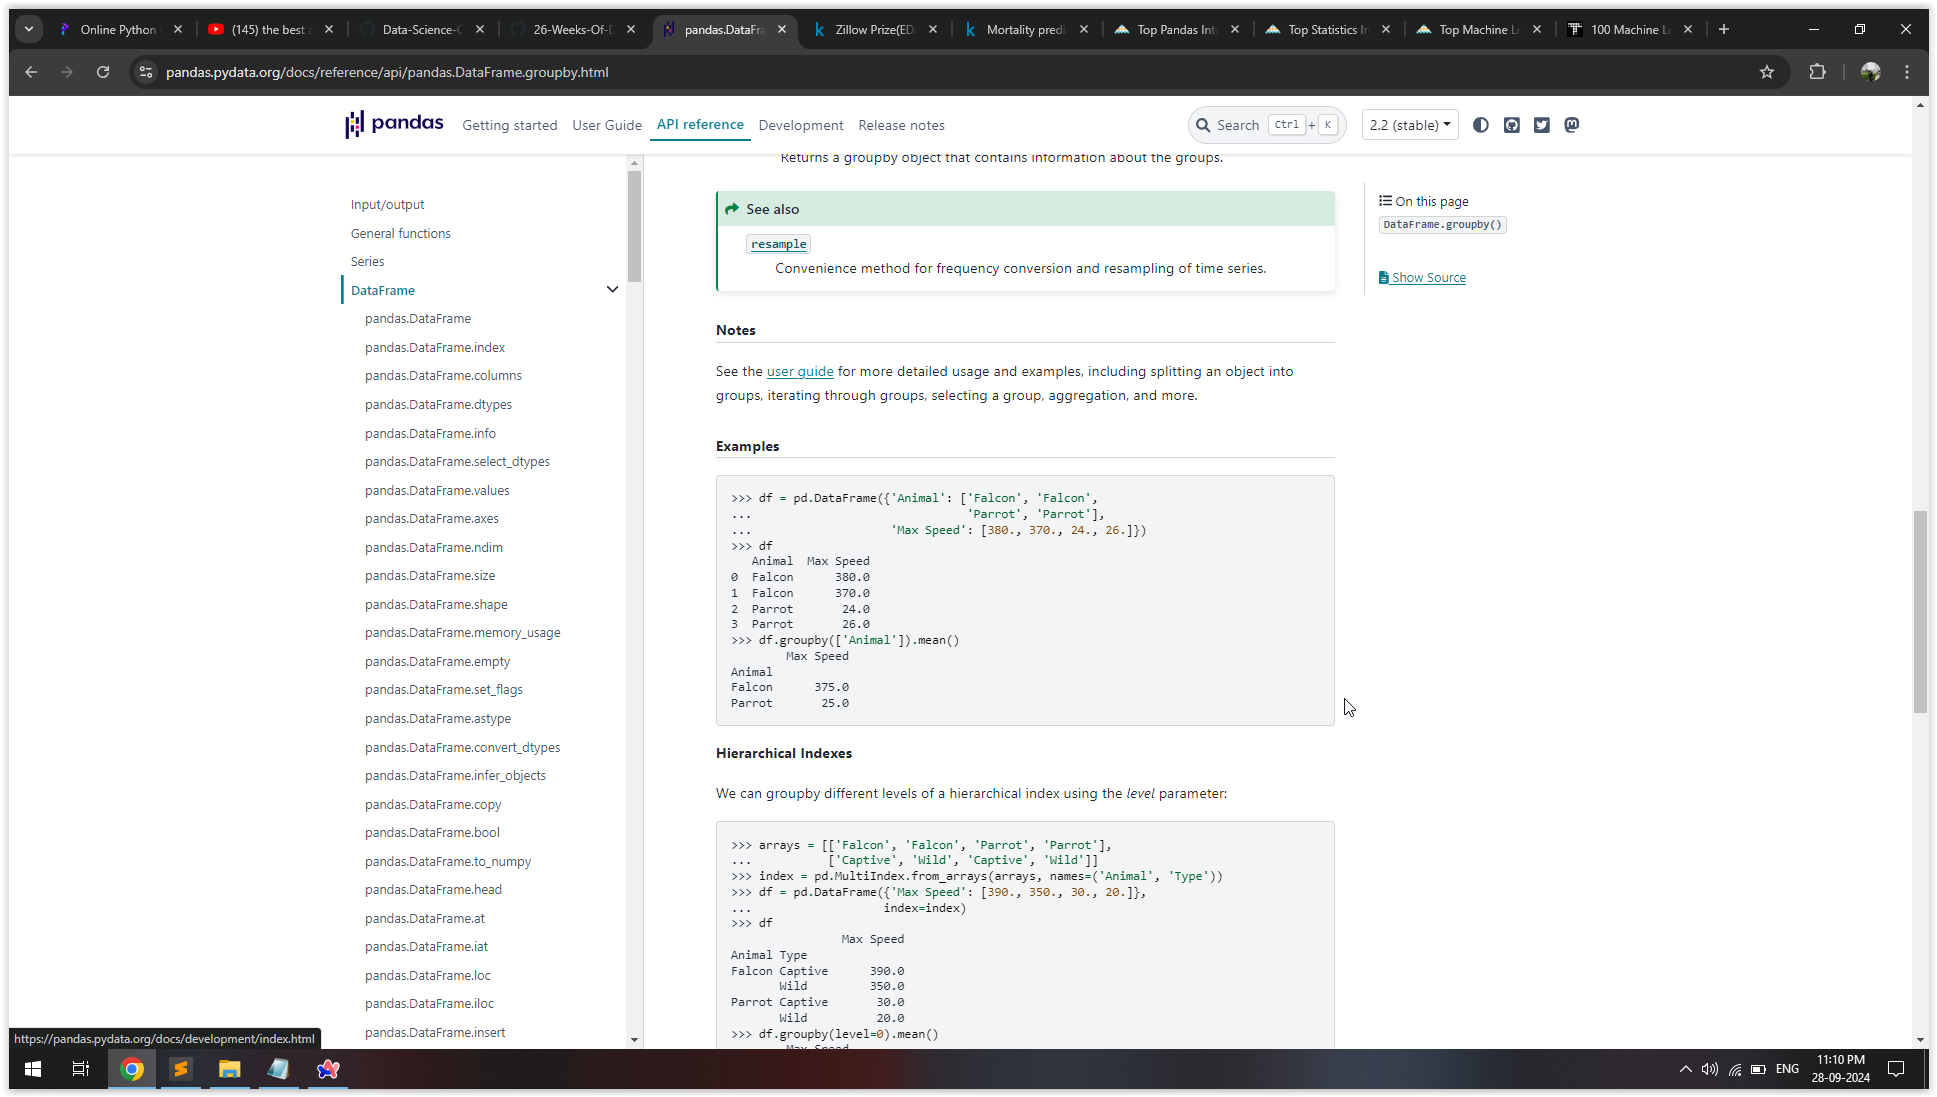 Online Python
(145) the best a
Data-Science-C
26-Weeks-Of-D
pandas.DataFra
Zillow Prize(EDA
Mortality predi
Top Pandas Int
Top Statistics In
Top Machine Le
100 Machine Le
pandas.pydata.org/docs/reference/api/pandas.DataFrame.groupby.html
pandas
Getting started
User Guide
API reference
Development
Release notes
Search Ctrl + K
2.2 (stable)
Input/output
General functions
Series
DataFrame
pandas.DataFrame
pandas.DataFrame.index
pandas.DataFrame.columns
pandas.DataFrame.dtypes
pandas.DataFrame.info
pandas.DataFrame.select_dtypes
pandas.DataFrame.values
pandas.DataFrame.axes
pandas.DataFrame.ndim
pandas.DataFrame.size
pandas.DataFrame.shape
pandas.DataFrame.memory_usage
pandas.DataFrame.empty
pandas.DataFrame.set_flags
pandas.DataFrame.astype
pandas.DataFrame.convert_dtypes
pandas.DataFrame.infer_objects
pandas.DataFrame.copy
pandas.DataFrame.bool
pandas.DataFrame.to_numpy
pandas.DataFrame.head
pandas.DataFrame.at
pandas.DataFrame.iat
pandas.DataFrame.loc
pandas.DataFrame.iloc
pandas.DataFrame.insert
Returns a groupby object that contains information about the groups.
See also
resample
Convenience method for frequency conversion and resampling of time series.
Notes
See the user guide for more detailed usage and examples, including splitting an object into
groups, iterating through groups, selecting a group, aggregation, and more.
Examples
>>> df = pd.DataFrame({'Animal': ['Falcon', 'Falcon',
...                               'Parrot', 'Parrot'],
...                    'Max Speed': [380., 370., 24., 26.]})
>>> df
   Animal  Max Speed
0  Falcon      380.0
1  Falcon      370.0
2  Parrot       24.0
3  Parrot       26.0
>>> df.groupby(['Animal']).mean()
        Max Speed
Animal
Falcon      375.0
Parrot       25.0
Hierarchical Indexes
We can groupby different levels of a hierarchical index using the level parameter:
>>> arrays = [['Falcon', 'Falcon', 'Parrot', 'Parrot'],
...           ['Captive', 'Wild', 'Captive', 'Wild']]
>>> index = pd.MultiIndex.from_arrays(arrays, names=('Animal', 'Type'))
>>> df = pd.DataFrame({'Max Speed': [390., 350., 30., 20.]},
...                   index=index)
>>> df
                Max Speed
Animal Type
Falcon Captive      390.0
       Wild         350.0
Parrot Captive       30.0
       Wild          20.0
>>> df.groupby(level=0).mean()
        Max Speed
On this page
DataFrame.groupby()
Show Source
https://pandas.pydata.org/docs/development/index.html
ENG
11:10 PM
28-09-2024